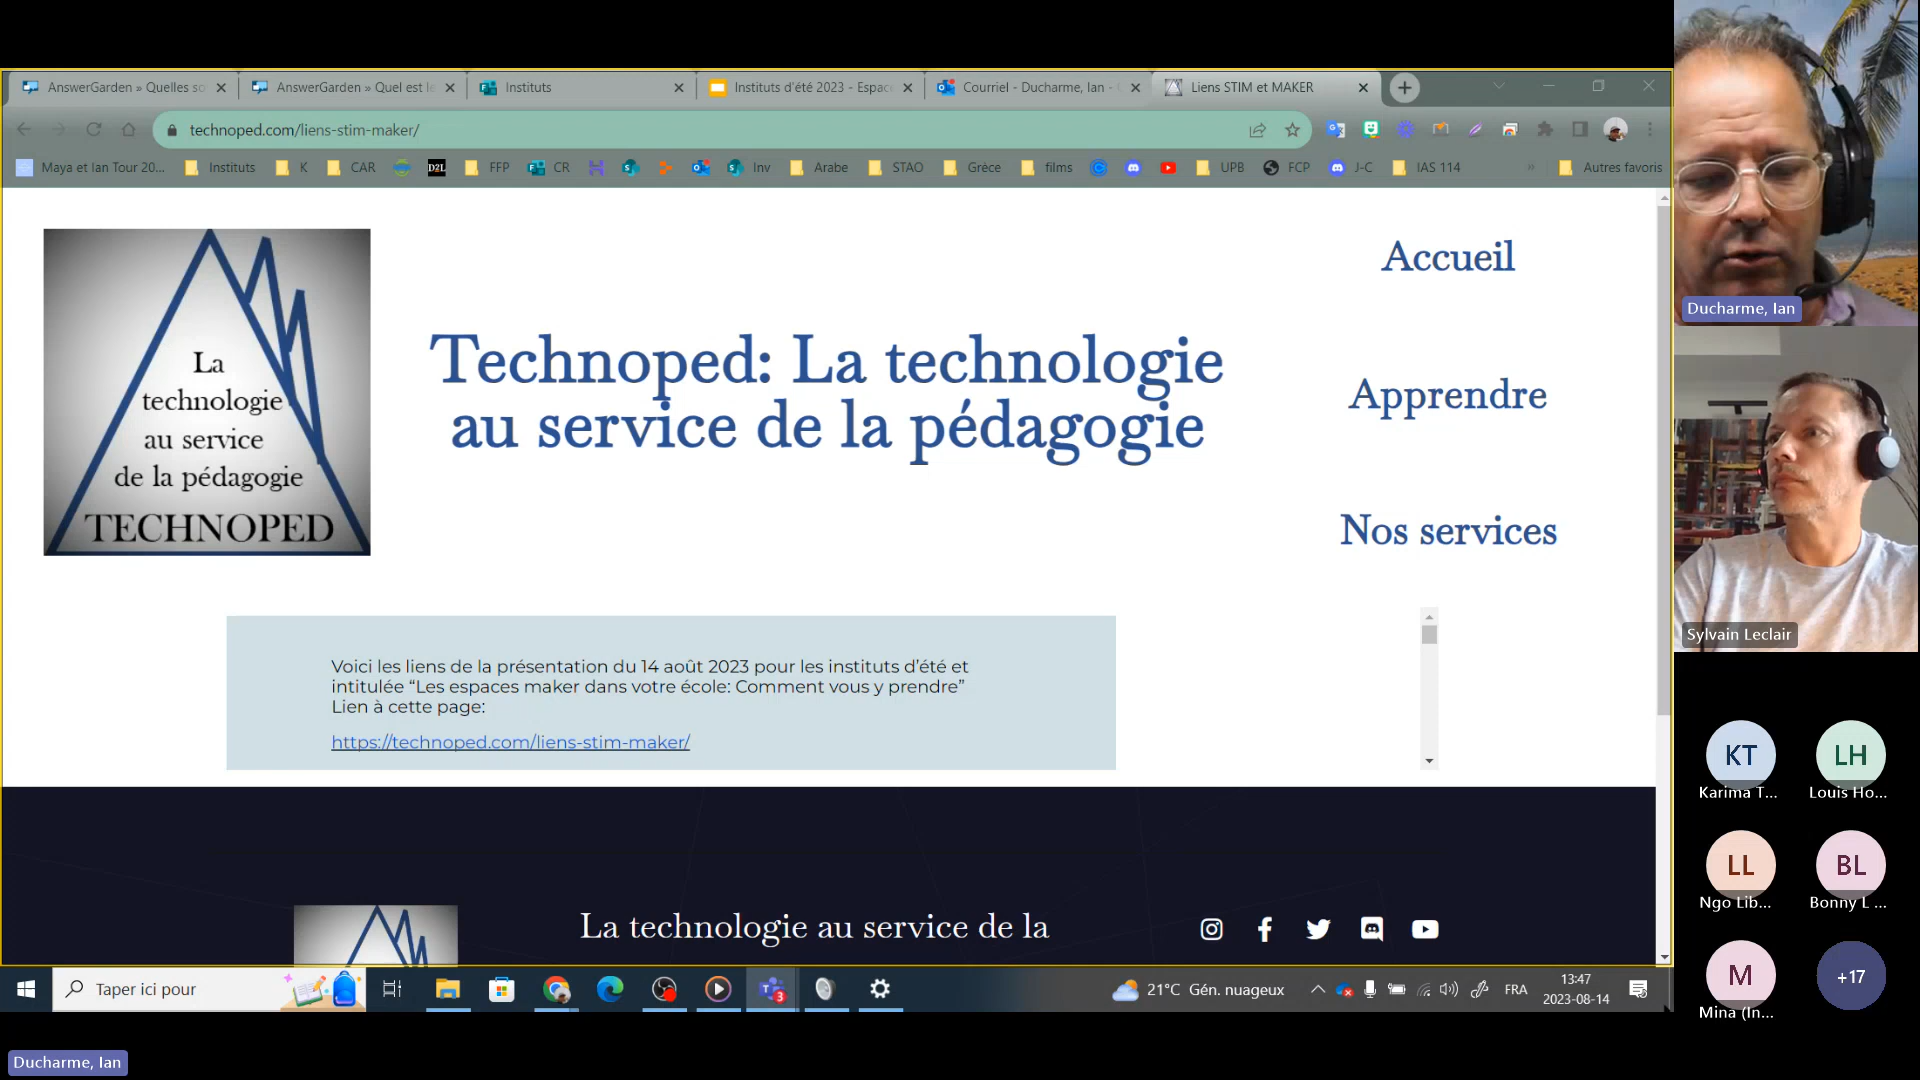 AnswerGarden » Quelles so
AnswerGarden » Quel est le
Instituts
Instituts d'été 2023 - Espac
Courriel - Ducharme, Ian -
Liens STIM et MAKER
technoped.com/liens-stim-maker/
Maya et Ian Tour 20...
Instituts
K
CAR
D2L
FFP
CR
Inv
Arabe
STAO
Grèce
films
UPB
FCP
J-C
IAS 114
»
Autres favoris
La
technologie
au service
de la pédagogie
TECHNOPED
Technoped: La technologie
au service de la pédagogie
Accueil
Apprendre
Nos services
Voici les liens de la présentation du 14 août 2023 pour les instituts d'été et
intitulée “Les espaces maker dans votre école: Comment vous y prendre”
Lien à cette page:
https://technoped.com/liens-stim-maker/
La technologie au service de la
Taper ici pour
3
21°C Gén. nuageux
FRA
13:47
2023-08-14
Ducharme, Ian
Sylvain Leclair
KT
Karima T...
LH
Louis Ho...
LL
Ngo Lib...
BL
Bonny L ...
M
Mina (In...
+17
Ducharme, Ian